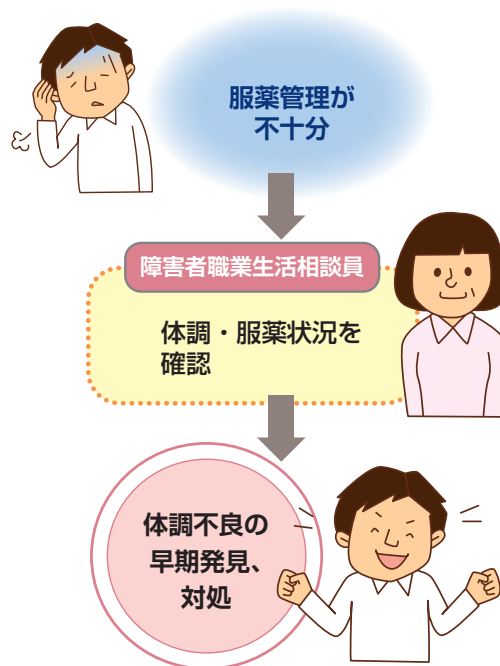 服薬管理が
不十分
障害者職業生活相談員
体調・服薬状況を
確認
体調不良の
早期発見、
対処